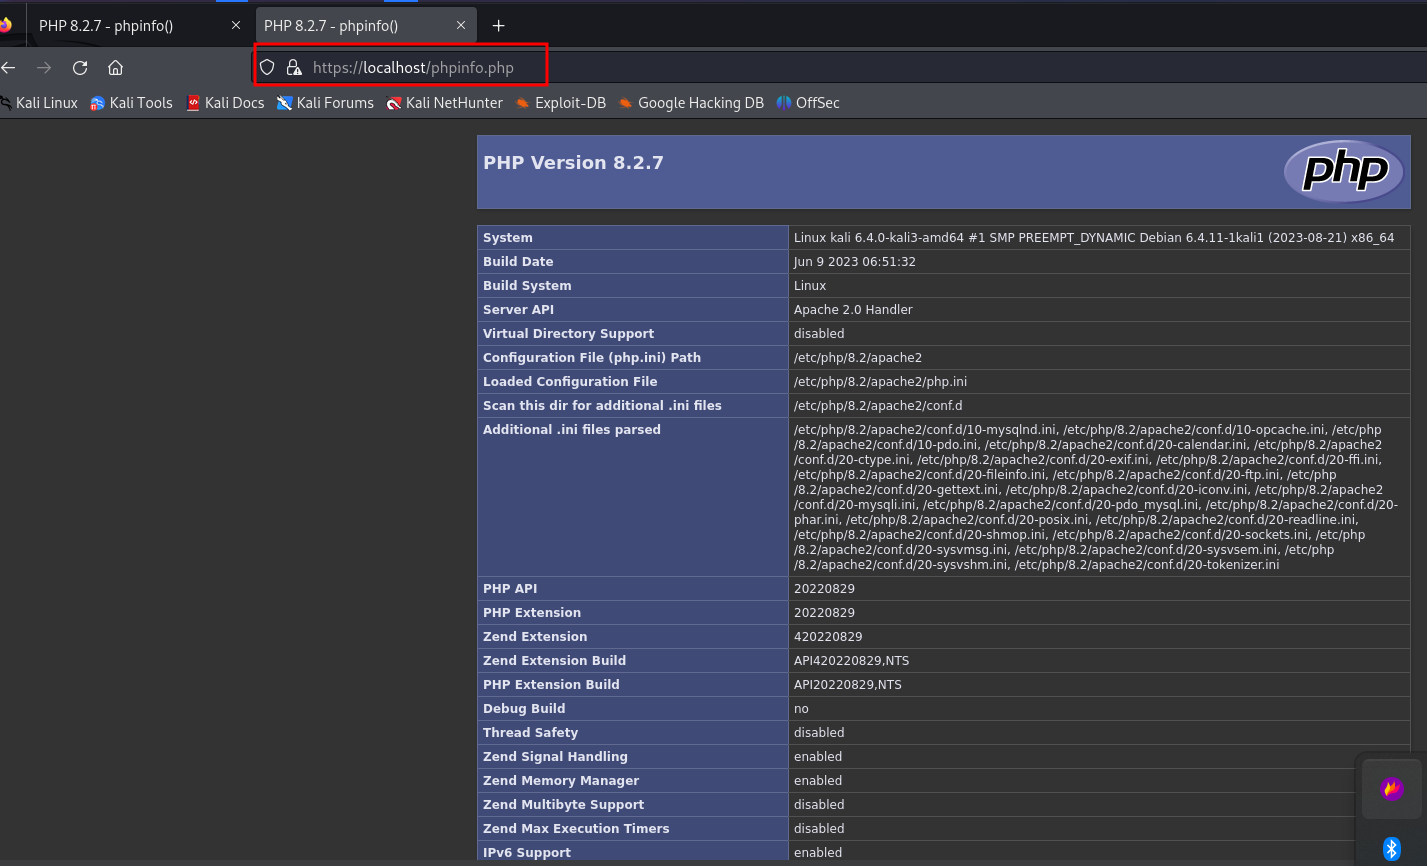 PHP 8.2.7 - phpinfo()
PHP 8.2.7 - phpinfo()
https://localhost/phpinfo.php
Kali Linux Kali Tools Kali Docs Kali Forums Kali NetHunter Exploit-DB Google Hacking DB OffSec
PHP Version 8.2.7
php
System Linux kali 6.4.0-kali3-amd64 #1 SMP PREEMPT_DYNAMIC Debian 6.4.11-1kali1 (2023-08-21) x86_64
Build Date Jun 9 2023 06:51:32
Build System Linux
Server API Apache 2.0 Handler
Virtual Directory Support disabled
Configuration File (php.ini) Path /etc/php/8.2/apache2
Loaded Configuration File /etc/php/8.2/apache2/php.ini
Scan this dir for additional .ini files /etc/php/8.2/apache2/conf.d
Additional .ini files parsed /etc/php/8.2/apache2/conf.d/10-mysqlnd.ini, /etc/php/8.2/apache2/conf.d/10-opcache.ini, /etc/php
/8.2/apache2/conf.d/10-pdo.ini, /etc/php/8.2/apache2/conf.d/20-calendar.ini, /etc/php/8.2/apache2
/conf.d/20-ctype.ini, /etc/php/8.2/apache2/conf.d/20-exif.ini, /etc/php/8.2/apache2/conf.d/20-ffi.ini,
/etc/php/8.2/apache2/conf.d/20-fileinfo.ini, /etc/php/8.2/apache2/conf.d/20-ftp.ini, /etc/php
/8.2/apache2/conf.d/20-gettext.ini, /etc/php/8.2/apache2/conf.d/20-iconv.ini, /etc/php/8.2/apache2
/conf.d/20-mysqli.ini, /etc/php/8.2/apache2/conf.d/20-pdo_mysql.ini, /etc/php/8.2/apache2/conf.d/20-
phar.ini, /etc/php/8.2/apache2/conf.d/20-posix.ini, /etc/php/8.2/apache2/conf.d/20-readline.ini,
/etc/php/8.2/apache2/conf.d/20-shmop.ini, /etc/php/8.2/apache2/conf.d/20-sockets.ini, /etc/php
/8.2/apache2/conf.d/20-sysvmsg.ini, /etc/php/8.2/apache2/conf.d/20-sysvsem.ini, /etc/php
/8.2/apache2/conf.d/20-sysvshm.ini, /etc/php/8.2/apache2/conf.d/20-tokenizer.ini
PHP API 20220829
PHP Extension 20220829
Zend Extension 420220829
Zend Extension Build API420220829,NTS
PHP Extension Build API20220829,NTS
Debug Build no
Thread Safety disabled
Zend Signal Handling enabled
Zend Memory Manager enabled
Zend Multibyte Support disabled
Zend Max Execution Timers disabled
IPv6 Support enabled